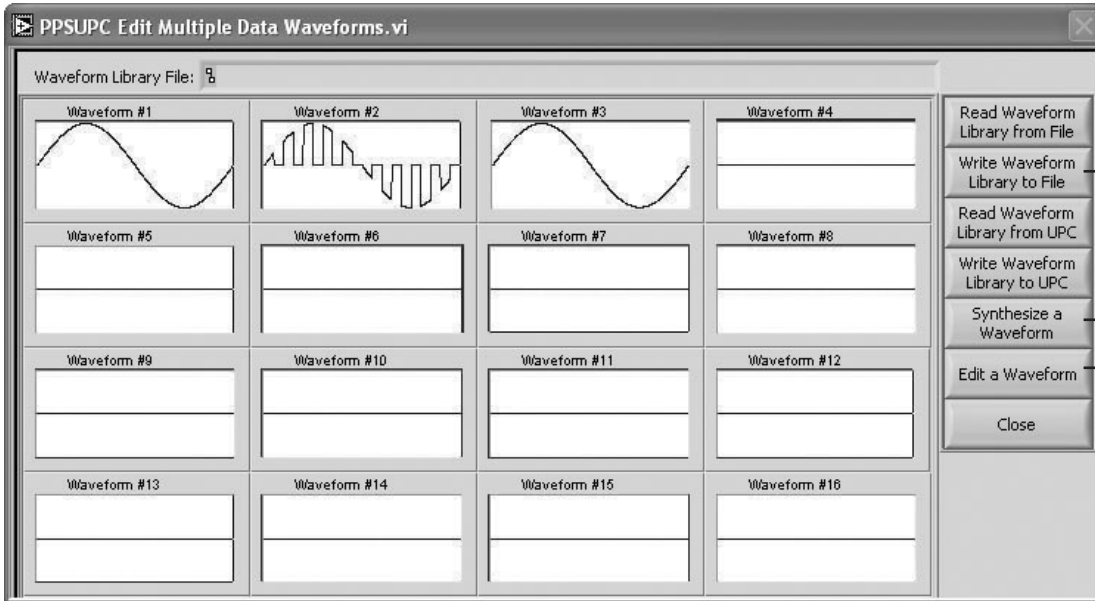 PPSUPC Edit Multiple Data Waveforms.vi
Waveform Library File:
Waveform #1
Waveform #2
Waveform #3
Waveform #4
Waveform #5
Waveform #6
Waveform #7
Waveform #8
Waveform #9
Waveform #10
Waveform #11
Waveform #12
Waveform #13
Waveform #14
Waveform #15
Waveform #16
Read Waveform
Library from File
Write Waveform
Library to File
Read Waveform
Library from UPC
Write Waveform
Library to UPC
Synthesize a
Waveform
Edit a Waveform
Close